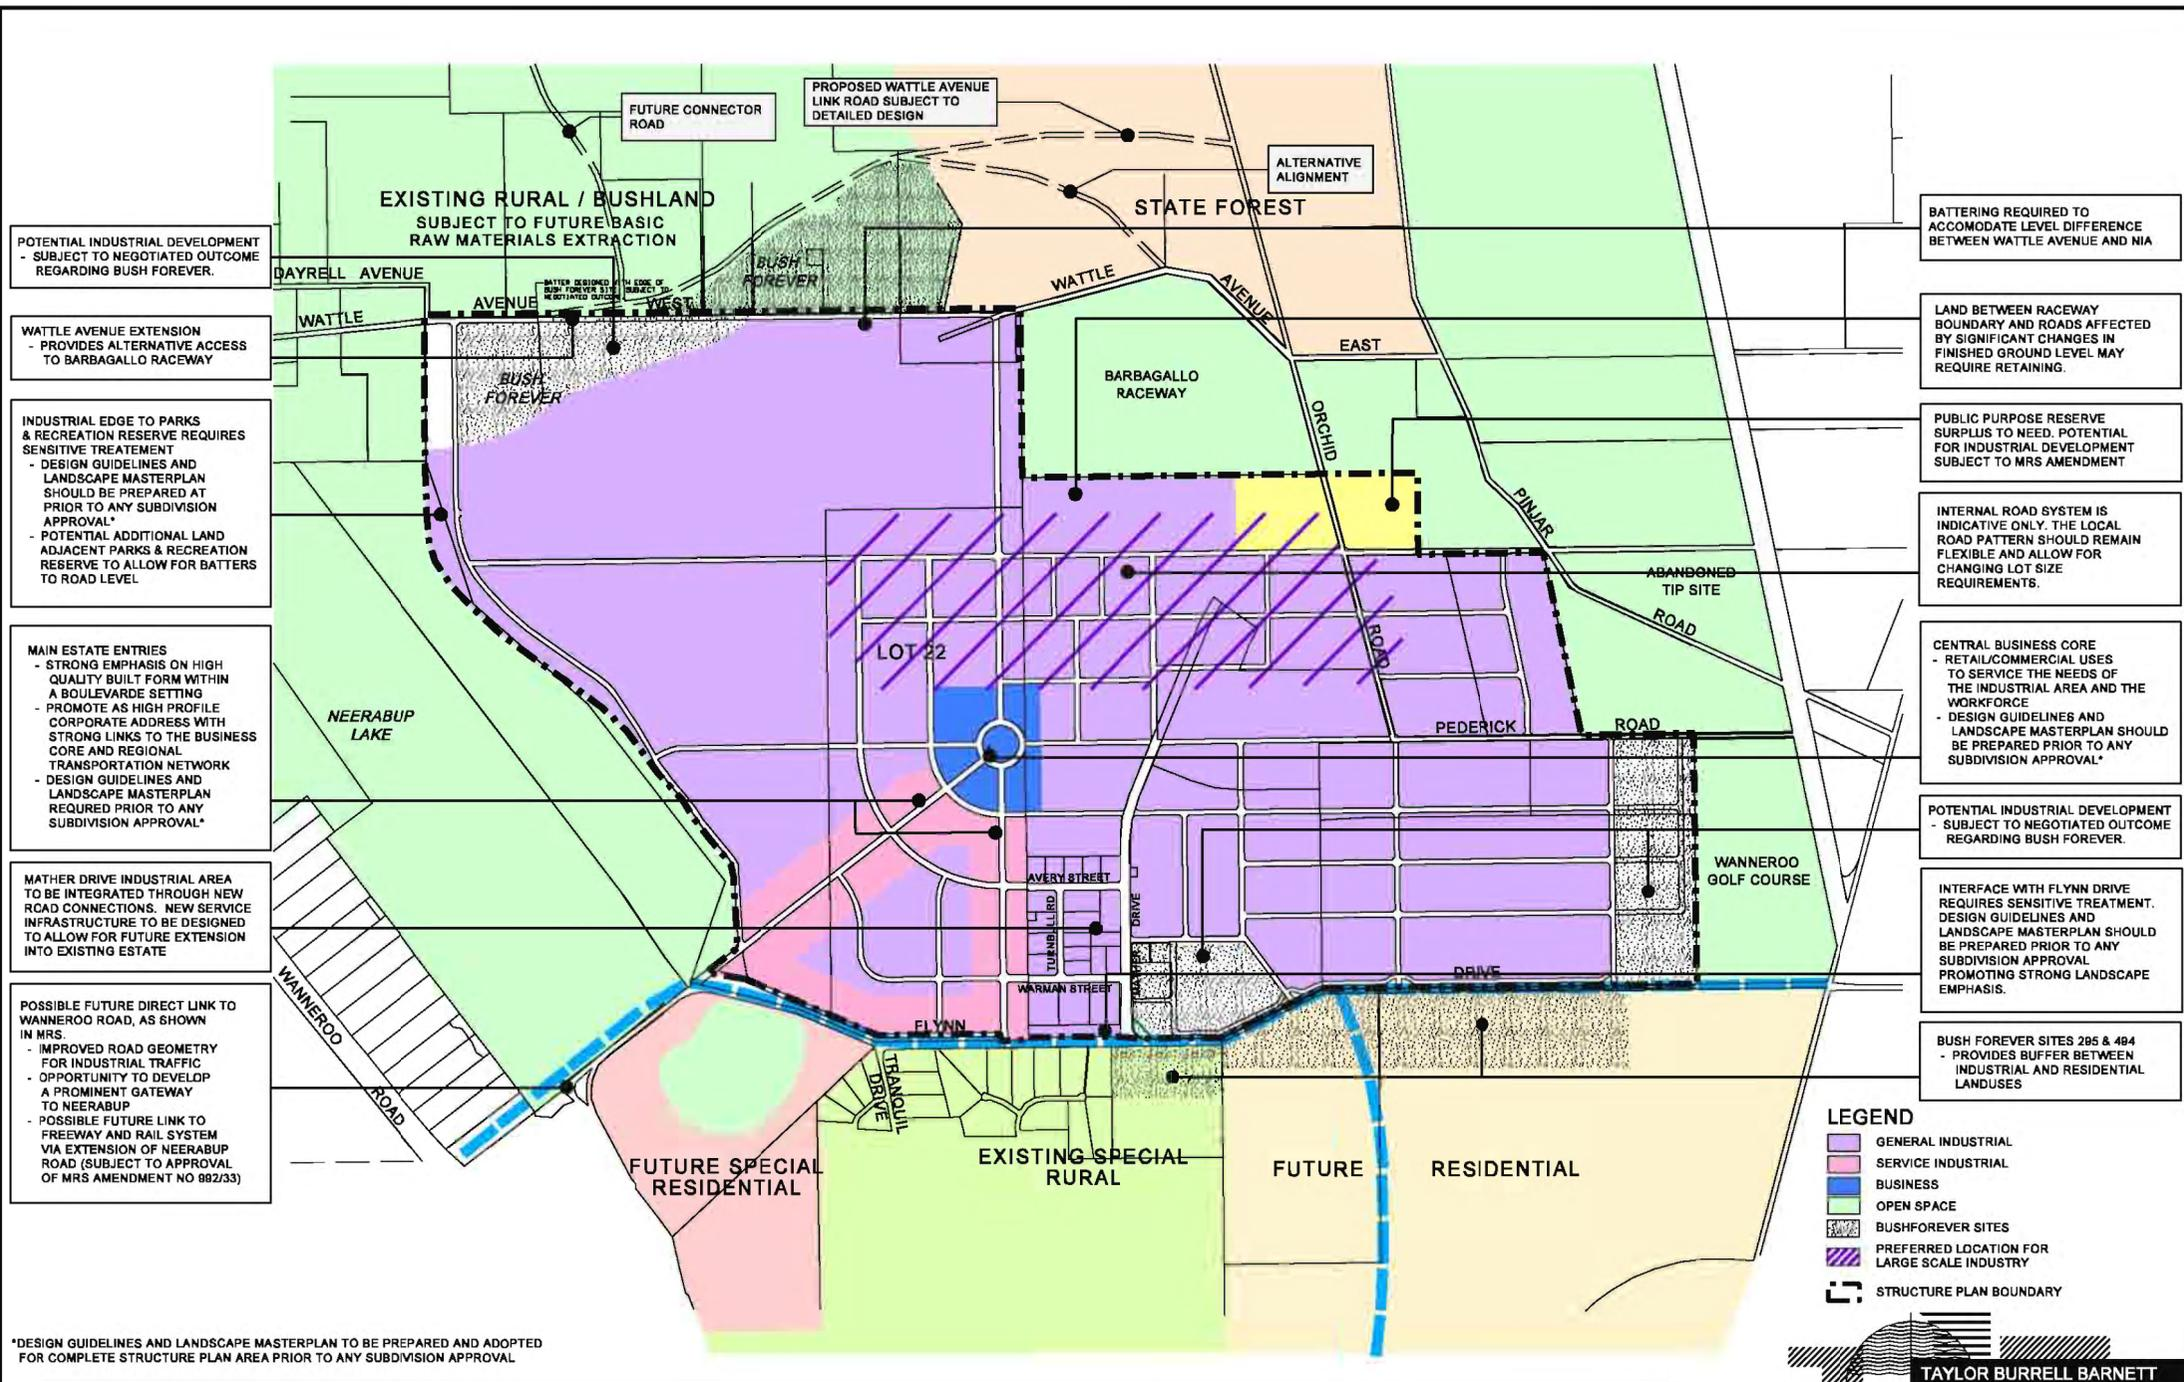 FUTURE CONNECTOR
ROAD
PROPOSED WATTLE AVENUE
LINK ROAD SUBJECT TO
DETAILED DESIGN
ALTERNATIVE
ALIGNMENT
EXISTING RURAL / BUSHLAND
SUBJECT TO FUTURE BASIC
RAW MATERIALS EXTRACTION
STATE FOREST
POTENTIAL INDUSTRIAL DEVELOPMENT
- SUBJECT TO NEGOTIATED OUTCOME
REGARDING BUSH FOREVER.
WATTLE AVENUE EXTENSION
- PROVIDES ALTERNATIVE ACCESS
TO BARBAGALLO RACEWAY
INDUSTRIAL EDGE TO PARKS
& RECREATION RESERVE REQUIRES
SENSITIVE TREATEMENT
- DESIGN GUIDELINES AND
LANDSCAPE MASTERPLAN
SHOULD BE PREPARED AT
PRIOR TO ANY SUBDIVISION
APPROVAL*
- POTENTIAL ADDITIONAL LAND
ADJACENT PARKS & RECREATION
RESERVE TO ALLOW FOR BATTERS
TO ROAD LEVEL
MAIN ESTATE ENTRIES
- STRONG EMPHASIS ON HIGH
QUALITY BUILT FORM WITHIN
A BOULEVARDE SETTING
- PROMOTE AS HIGH PROFILE
CORPORATE ADDRESS WITH
STRONG LINKS TO THE BUSINESS
CORE AND REGIONAL
TRANSPORTATION NETWORK
- DESIGN GUIDELINES AND
LANDSCAPE MASTERPLAN
REQURED PRIOR TO ANY
SUBDIVISION APPROVAL*
MATHER DRIVE INDUSTRIAL AREA
TO BE INTEGRATED THROUGH NEW
ROAD CONNECTIONS. NEW SERVICE
INFRASTRUCTURE TO BE DESIGNED
TO ALLOW FOR FUTURE EXTENSION
INTO EXISTING ESTATE
POSSIBLE FUTURE DIRECT LINK TO
WANNEROO ROAD, AS SHOWN
IN MRS.
- IMPROVED ROAD GEOMETRY
FOR INDUSTRIAL TRAFFIC
- OPPORTUNITY TO DEVELOP
A PROMINENT GATEWAY
TO NEERABUP
- POSSIBLE FUTURE LINK TO
FREEWAY AND RAIL SYSTEM
VIA EXTENSION OF NEERABUP
ROAD (SUBJECT TO APPROVAL
OF MRS AMENDMENT NO 992/33)
DAYRELL AVENUE
WATTLE
AVENUE
WEST
BATTER DESIGNED WITH EDGE OF
BUSH FOREVER SITE SUBJECT TO
NEGOTIATED OUTCOME
BUSH
FOREVER
BUSH
FOREVER
WATTLE
AVENUE
EAST
BARBAGALLO
RACEWAY
ORCHID
ROAD
PINJAR
ROAD
ABANDONED
TIP SITE
LOT 22
NEERABUP
LAKE
PEDERICK
ROAD
WANNEROO
GOLF COURSE
AVERY STREET
TURNBULL RD
DRIVE
MATHER
WARMAN STREET
FLYNN
DRIVE
WANNEROO
ROAD
TRANQUIL
DRIVE
FUTURE SPECIAL
RESIDENTIAL
EXISTING SPECIAL
RURAL
FUTURE
RESIDENTIAL
BATTERING REQUIRED TO
ACCOMODATE LEVEL DIFFERENCE
BETWEEN WATTLE AVENUE AND NIA
LAND BETWEEN RACEWAY
BOUNDARY AND ROADS AFFECTED
BY SIGNIFICANT CHANGES IN
FINISHED GROUND LEVEL MAY
REQUIRE RETAINING.
PUBLIC PURPOSE RESERVE
SURPLUS TO NEED. POTENTIAL
FOR INDUSTRIAL DEVELOPMENT
SUBJECT TO MRS AMENDMENT
INTERNAL ROAD SYSTEM IS
INDICATIVE ONLY. THE LOCAL
ROAD PATTERN SHOULD REMAIN
FLEXIBLE AND ALLOW FOR
CHANGING LOT SIZE
REQUIREMENTS.
CENTRAL BUSINESS CORE
- RETAIL/COMMERCIAL USES
TO SERVICE THE NEEDS OF
THE INDUSTRIAL AREA AND THE
WORKFORCE
- DESIGN GUIDELINES AND
LANDSCAPE MASTERPLAN SHOULD
BE PREPARED PRIOR TO ANY
SUBDIVISION APPROVAL*
POTENTIAL INDUSTRIAL DEVELOPMENT
- SUBJECT TO NEGOTIATED OUTCOME
REGARDING BUSH FOREVER.
INTERFACE WITH FLYNN DRIVE
REQUIRES SENSITIVE TREATMENT.
DESIGN GUIDELINES AND
LANDSCAPE MASTERPLAN SHOULD
BE PREPARED PRIOR TO ANY
SUBDIVISION APPROVAL
PROMOTING STRONG LANDSCAPE
EMPHASIS.
BUSH FOREVER SITES 295 & 494
- PROVIDES BUFFER BETWEEN
INDUSTRIAL AND RESIDENTIAL
LANDUSES
LEGEND
GENERAL INDUSTRIAL
SERVICE INDUSTRIAL
BUSINESS
OPEN SPACE
BUSHFOREVER SITES
PREFERRED LOCATION FOR
LARGE SCALE INDUSTRY
STRUCTURE PLAN BOUNDARY
*DESIGN GUIDELINES AND LANDSCAPE MASTERPLAN TO BE PREPARED AND ADOPTED
FOR COMPLETE STRUCTURE PLAN AREA PRIOR TO ANY SUBDIVISION APPROVAL
TAYLOR BURRELL BARNETT